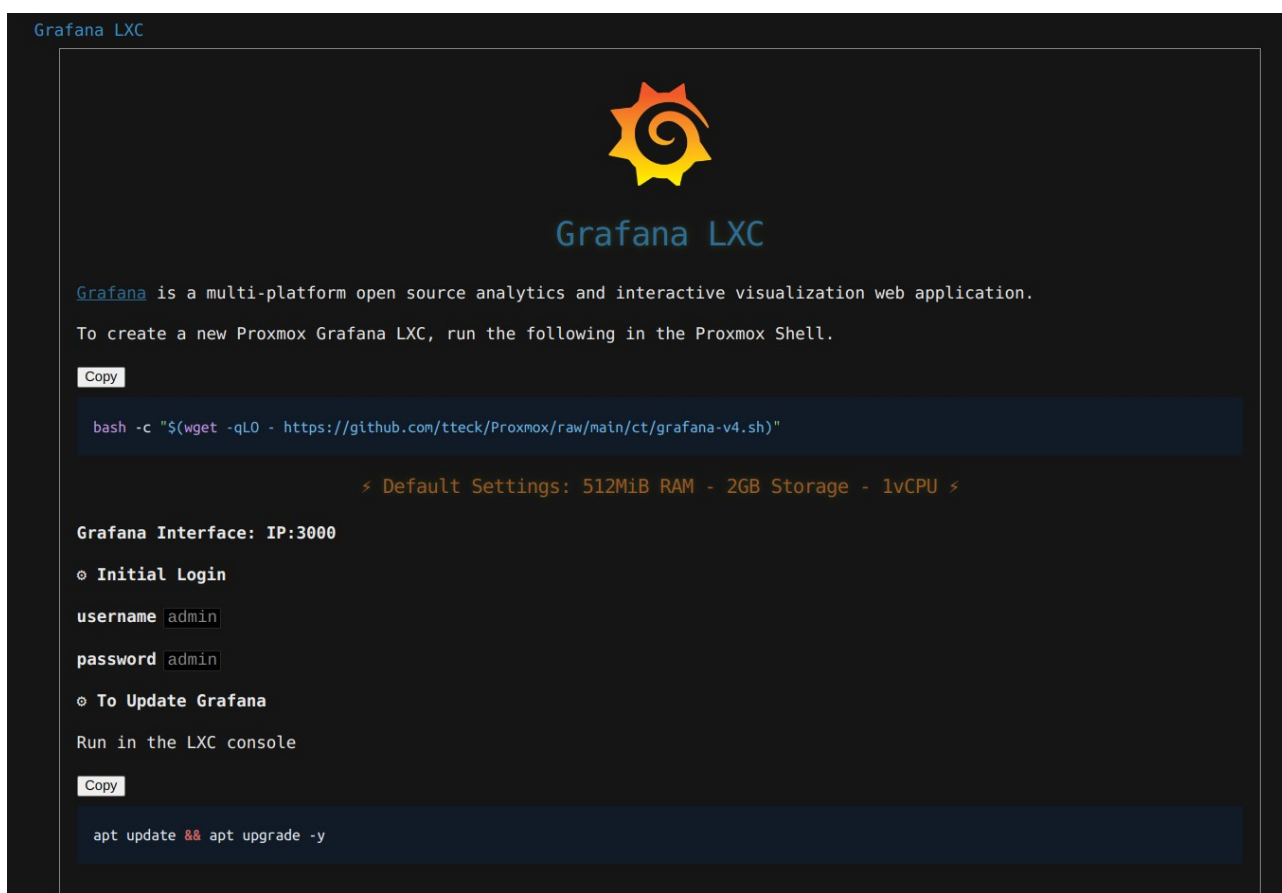 Grafana LXC
Grafana LXC
Grafana is a multi-platform open source analytics and interactive visualization web application.
To create a new Proxmox Grafana LXC, run the following in the Proxmox Shell.
Copy
bash -c "$(wget -qLO - https://github.com/tteck/Proxmox/raw/main/ct/grafana-v4.sh)"
⚡ Default Settings: 512MiB RAM - 2GB Storage - 1vCPU ⚡
Grafana Interface: IP:3000
⚙ Initial Login
username admin
password admin
⚙ To Update Grafana
Run in the LXC console
Copy
apt update && apt upgrade -y